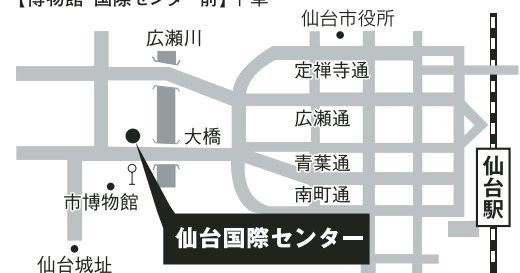 【博物館・国際センター前】下車
仙台市役所
広瀬川
定禅寺通
広瀬通
大橋
青葉通
仙台駅
南町通
市博物館
仙台国際センター
仙台城址